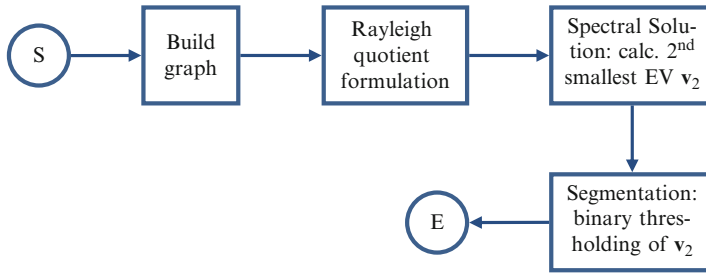 S
Build
graph
Rayleigh
quotient
formulation
Spectral Solu-
tion: calc. 2nd
smallest EV v2
Segmentation:
binary thres-
holding of v2
E